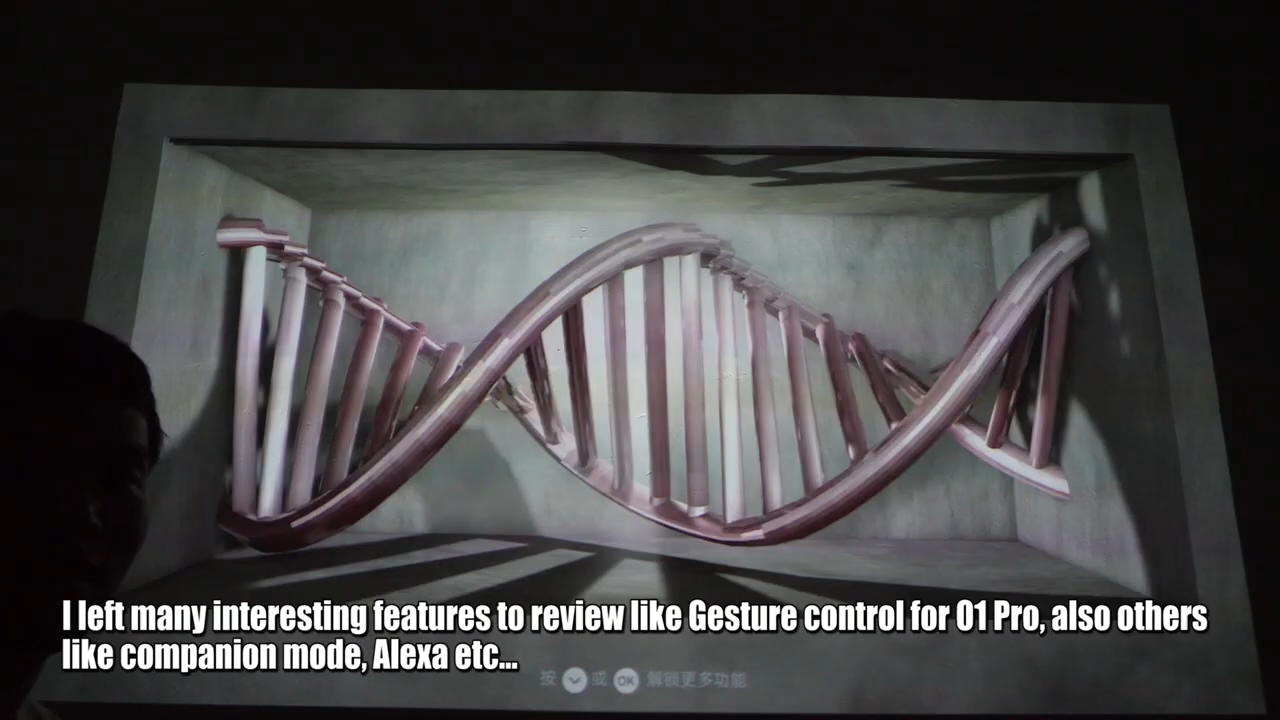 I left many interesting features to review like Gesture control for O1 Pro, also others
like companion mode, Alexa etc...
按 或 OK 解锁更多功能